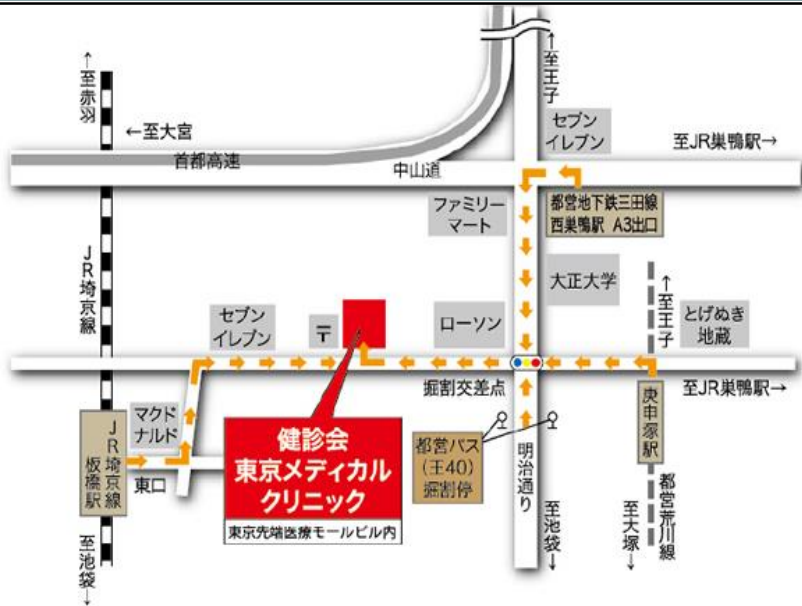 ↑至赤羽
←至大宮
首都高速
中山道
↑至王子
セブン
イレブン
至JR巣鴨駅→
都営地下鉄三田線
西巣鴨駅 A3出口
ファミリー
マート
大正大学
JR埼京線
セブン
イレブン
〒
ローソン
↑至王子
とげぬき
地蔵
掘割交差点
至JR巣鴨駅→
マクド
ナルド
JR埼京線
板橋駅
東口
健診会
東京メディカル
クリニック
東京先端医療モールビル内
都営バス
(王40)
掘割停
明治通り
庚申塚駅
都営荒川線
至池袋↓
至池袋↓
至大塚↓